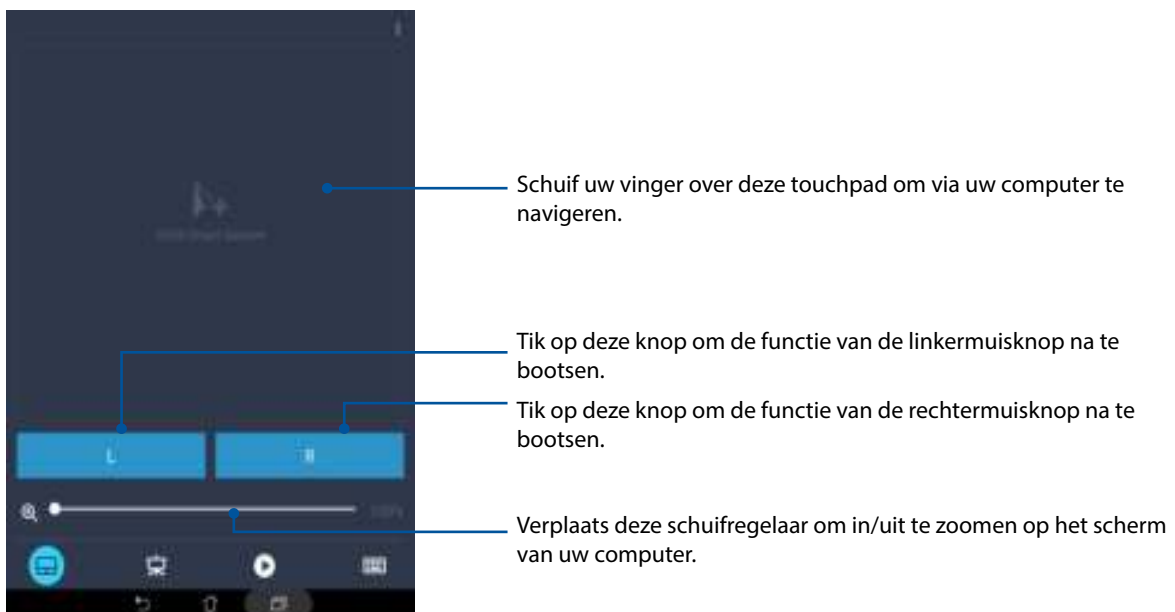 Schuif uw vinger over deze touchpad om via uw computer te
navigeren.
Tik op deze knop om de functie van de linkermuisknop na te
bootsen.
Tik op deze knop om de functie van de rechtermuisknop na te
bootsen.
L
R
Verplaats deze schuifregelaar om in/uit te zoomen op het scherm
van uw computer.